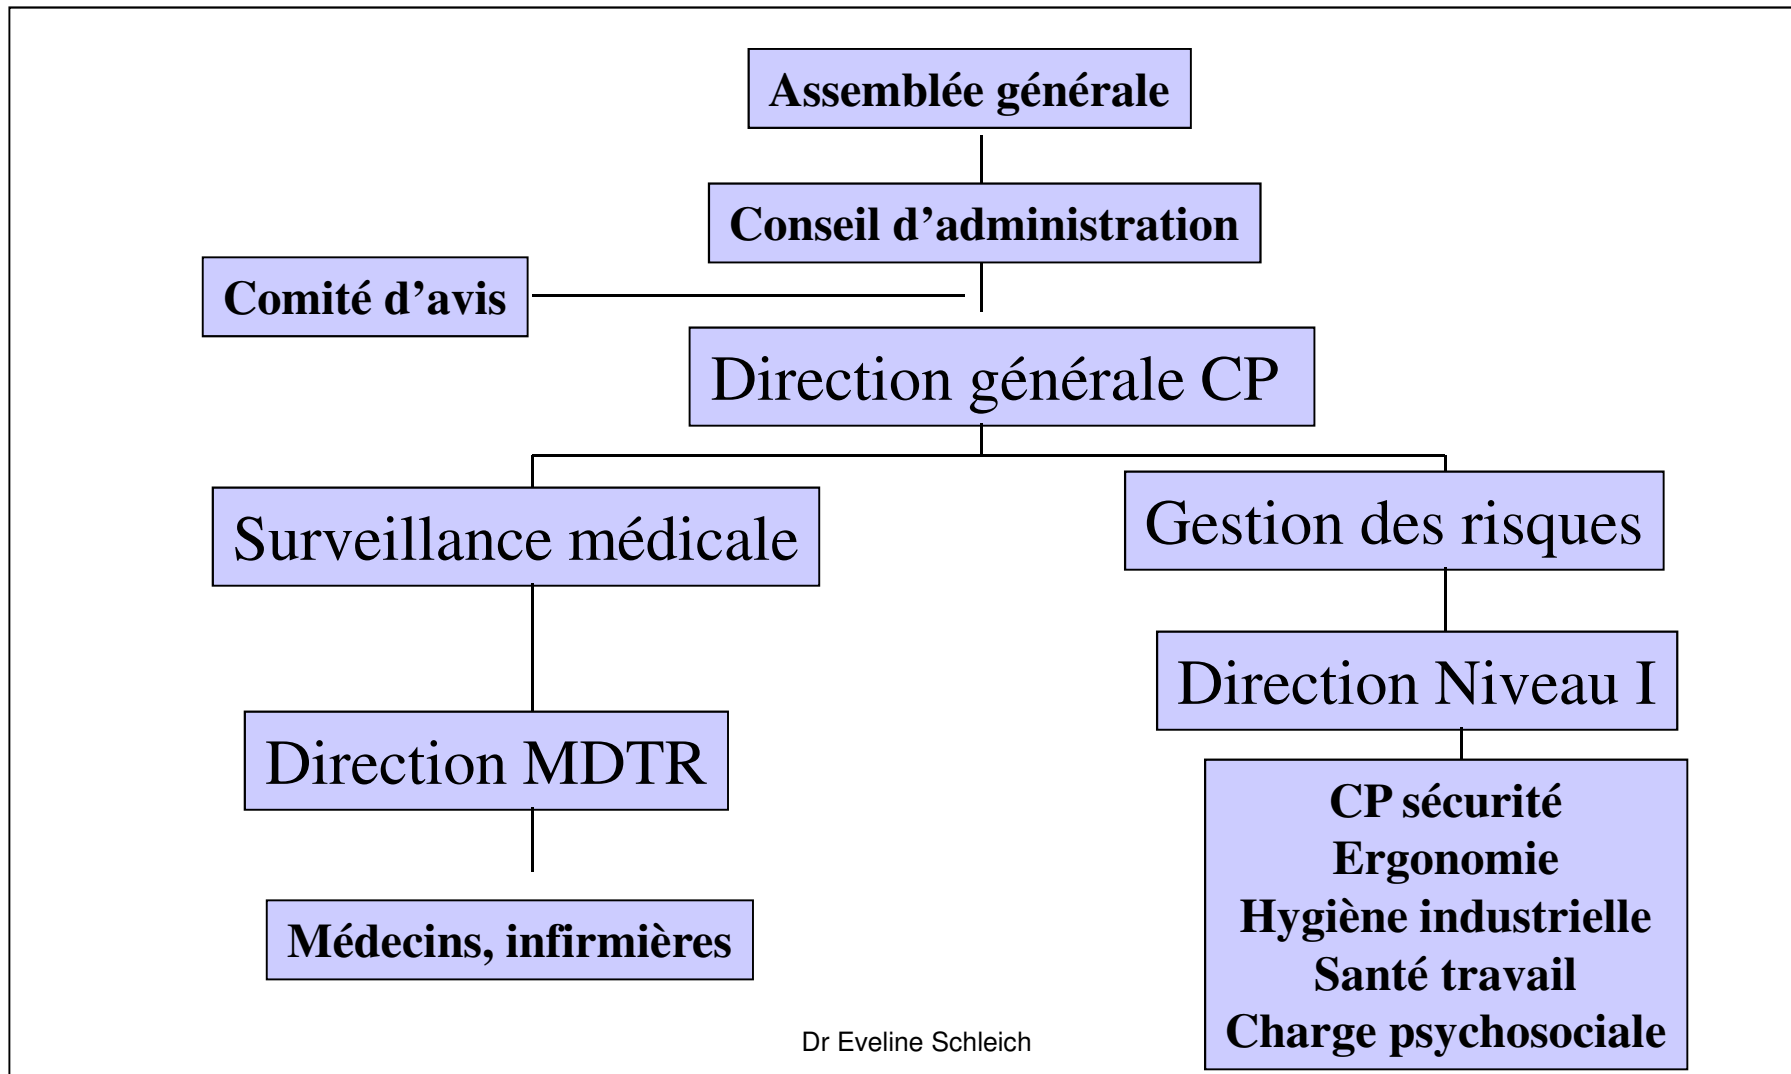 Assemblée générale
Conseil d’administration
Comité d’avis
Direction générale CP
Surveillance médicale
Gestion des risques
Direction Niveau I
Direction MDTR
CP sécurité
Ergonomie
Hygiène industrielle
Santé travail
Charge psychosociale
Médecins, infirmières
Dr Eveline Schleich